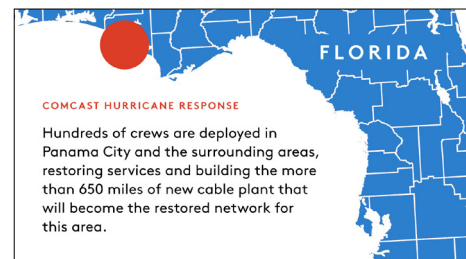 FLORIDA
COMCAST HURRICANE RESPONSE
Hundreds of crews are deployed in
Panama City and the surrounding areas,
restoring services and building the more
than 650 miles of new cable plant that
will become the restored network for
this area.